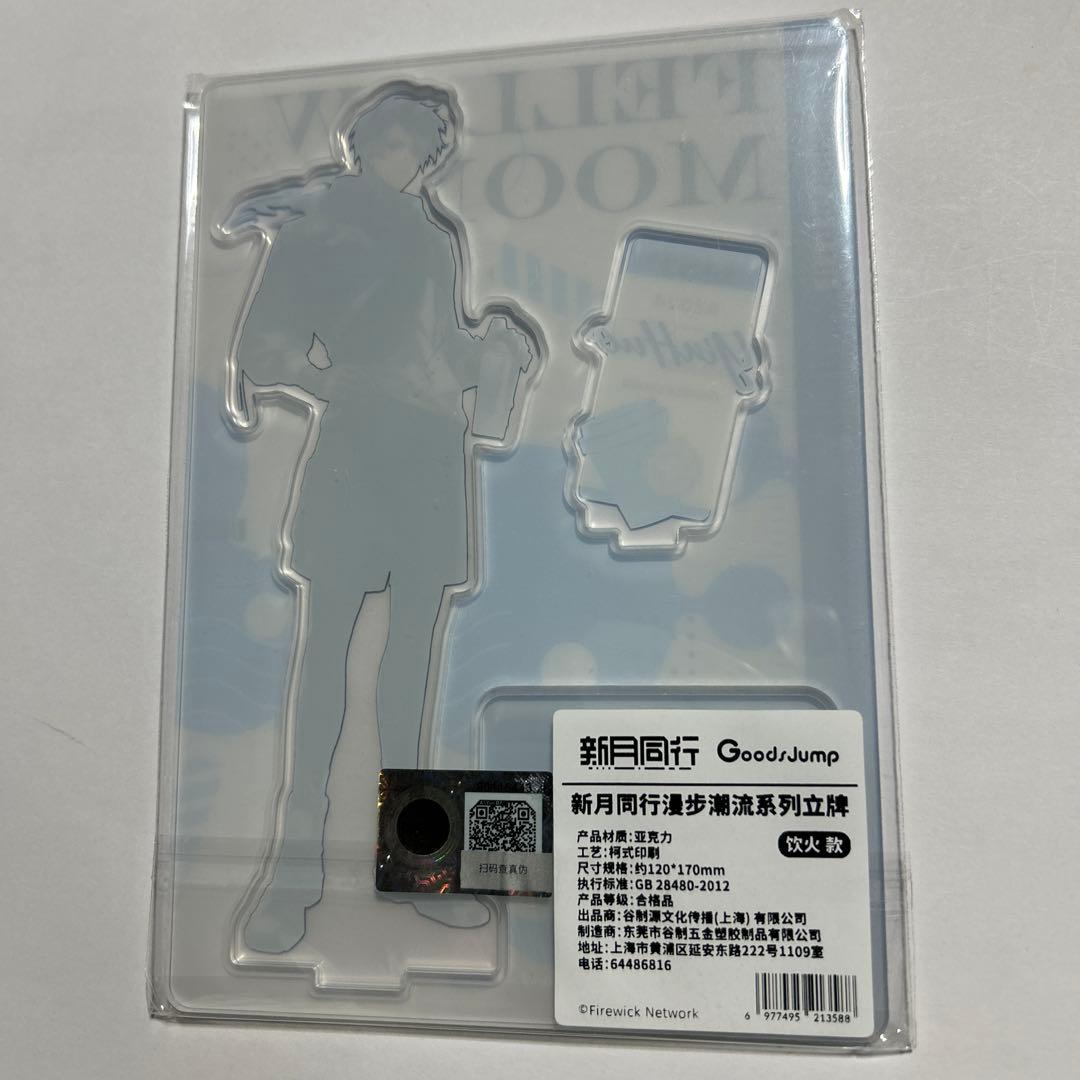 FELLOW
MOON
YinHuo
新月同行 GoodsJump
新月同行漫步潮流系列立牌
产品材质:亚克力
饮火 款
工艺:柯式印刷
尺寸规格:约120*170mm
执行标准:GB 28480-2012
产品等级:合格品
出品商:谷制源文化传播(上海)有限公司
制造商:东莞市谷制五金塑胶制品有限公司
地址:上海市黄浦区延安东路222号1109室
电话:64486816
©Firewick Network
6 977495 213588
扫码查真伪